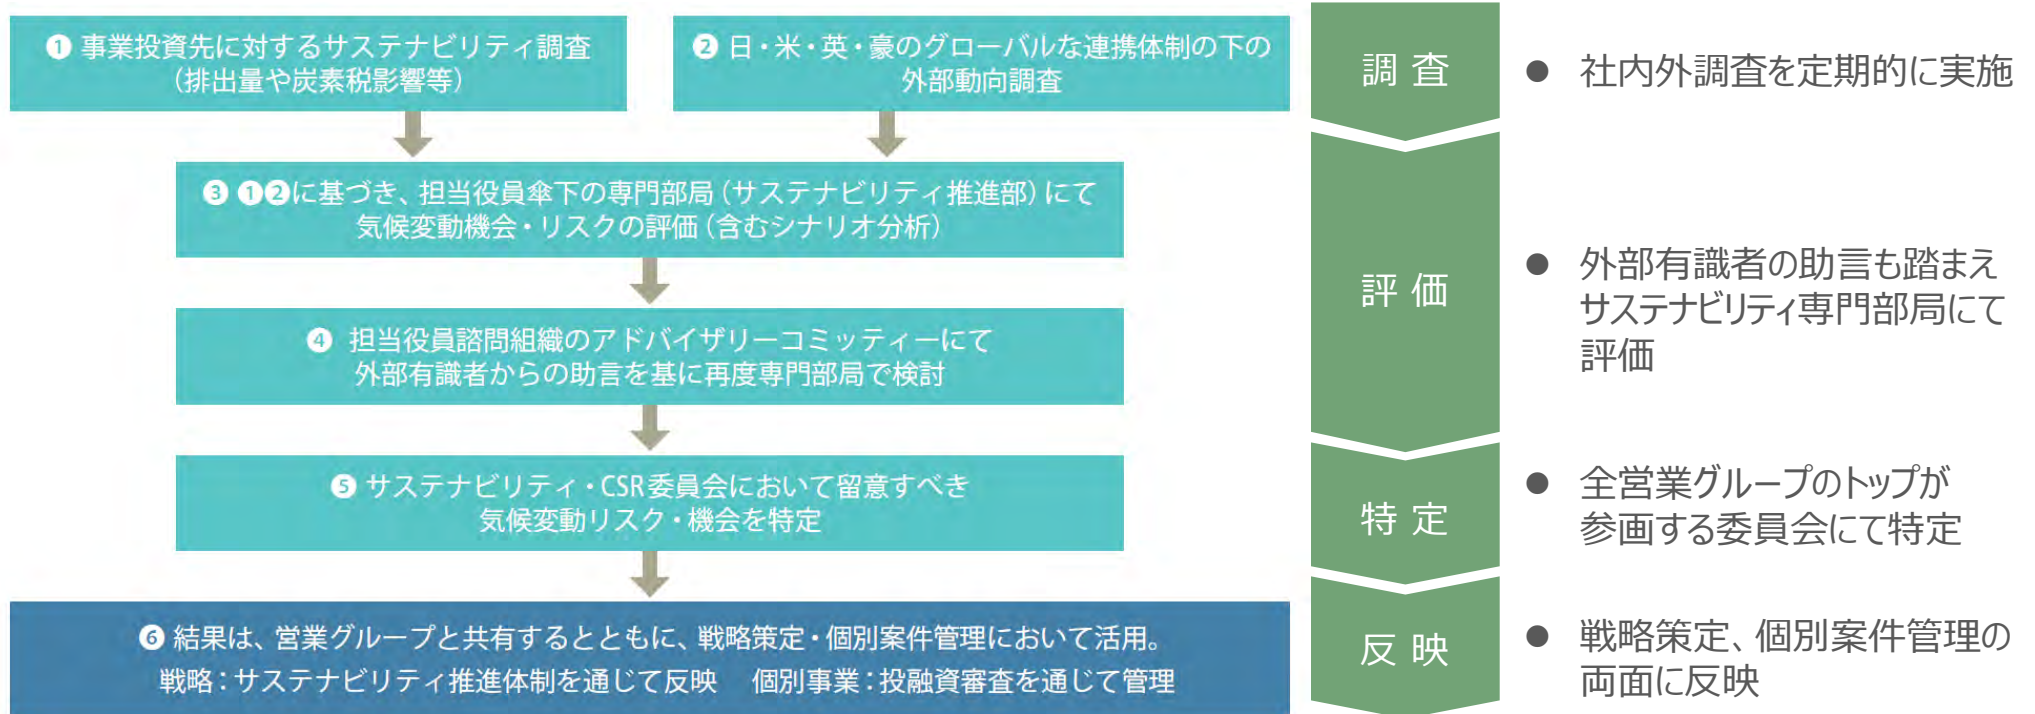 ❶ 事業投資先に対するサステナビリティ調査
(排出量や炭素税影響等)
❷ 日・米・英・豪のグローバルな連携体制の下の
外部動向調査
❸ ❶❷に基づき、担当役員傘下の専門部局(サステナビリティ推進部)にて
気候変動機会・リスクの評価(含むシナリオ分析)
❹ 担当役員諮問組織のアドバイザリーコミッティーにて
外部有識者からの助言を基に再度専門部局で検討
❺ サステナビリティ・CSR委員会において留意すべき
気候変動リスク・機会を特定
❻ 結果は、営業グループと共有するとともに、戦略策定・個別案件管理において活用。
戦略:サステナビリティ推進体制を通じて反映 個別事業:投融資審査を通じて管理
調査
● 社内外調査を定期的に実施
評価
● 外部有識者の助言も踏まえ
サステナビリティ専門部局にて
評価
特定
● 全営業グループのトップが
参画する委員会にて特定
反映
● 戦略策定、個別案件管理の
両面に反映